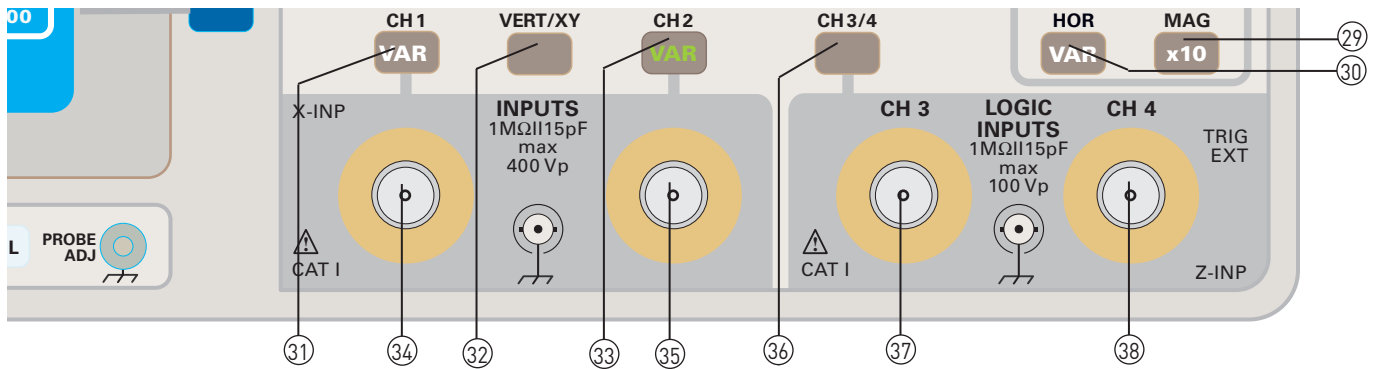 00
CH 1
VERT/XY
CH 2
CH 3/4
HOR
MAG
VAR
VAR
VAR
x10
29
30
X-INP
INPUTS
1MΩII15pF
max
400 Vp
CH 3
LOGIC
INPUTS
1MΩII15pF
max
100 Vp
CH 4
TRIG
EXT
L
PROBE
ADJ
CAT I
CAT I
Z-INP
31
34
32
33
35
36
37
38